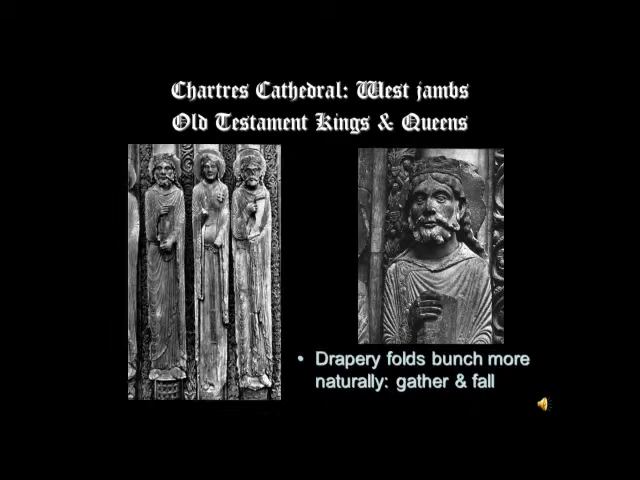 Chartres Cathedral: West jambs
Old Testament Kings & Queens
• Drapery folds bunch more
naturally: gather & fall